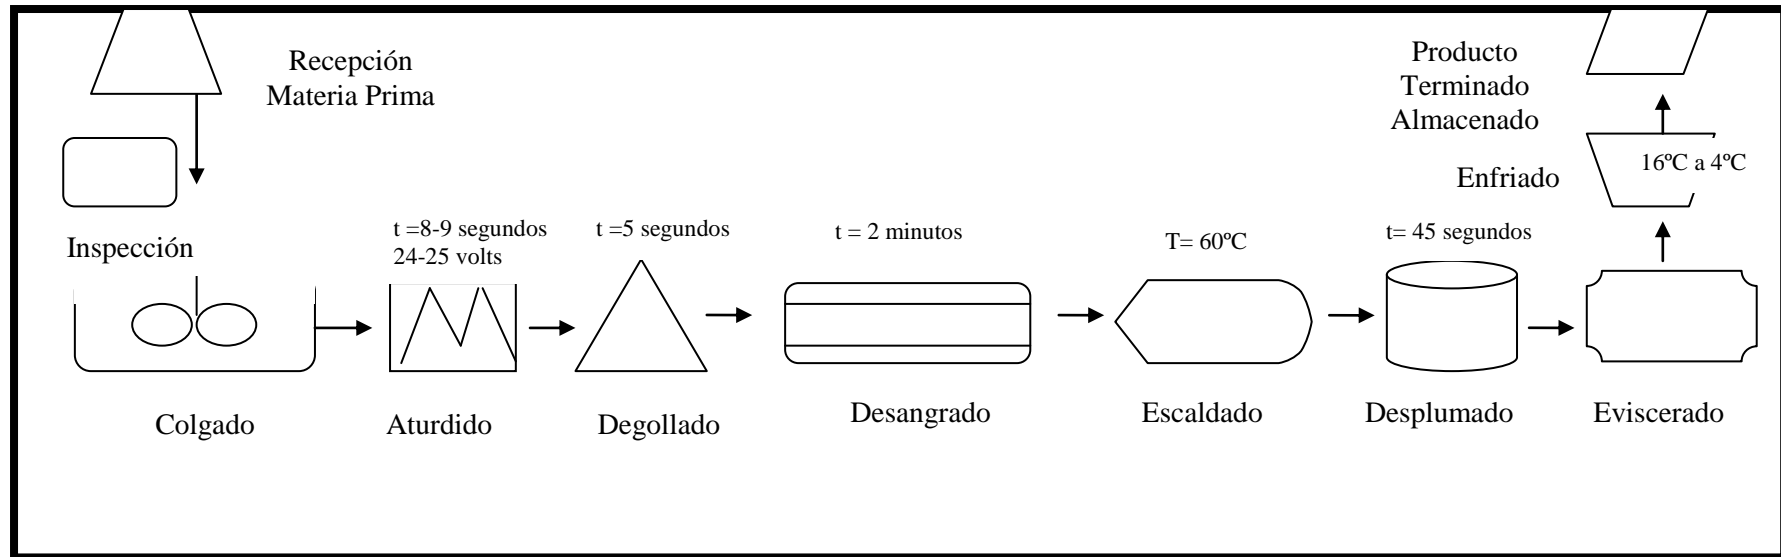 Recepción
Materia Prima
Inspección
Colgado
t =8-9 segundos
24-25 volts
Aturdido
t =5 segundos
Degollado
t = 2 minutos
Desangrado
T= 60ºC
Escaldado
t= 45 segundos
Desplumado
Eviscerado
Enfriado
16ºC a 4ºC
Producto
Terminado
Almacenado